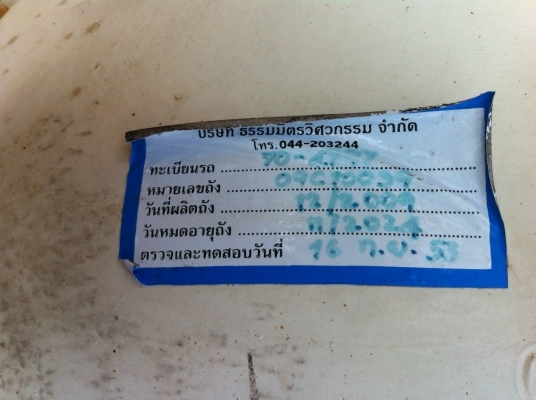 บริษัท ธรรมมิตรวิศวกรรม จำกัด
โทร.044-203244
ทะเบียนรถ
หมายเลขถัง
วันที่ผลิตถัง 12/2009
วันหมดอายุถัง 11/2024
ตรวจและทดสอบวันที่ 16 ก.ย. 53